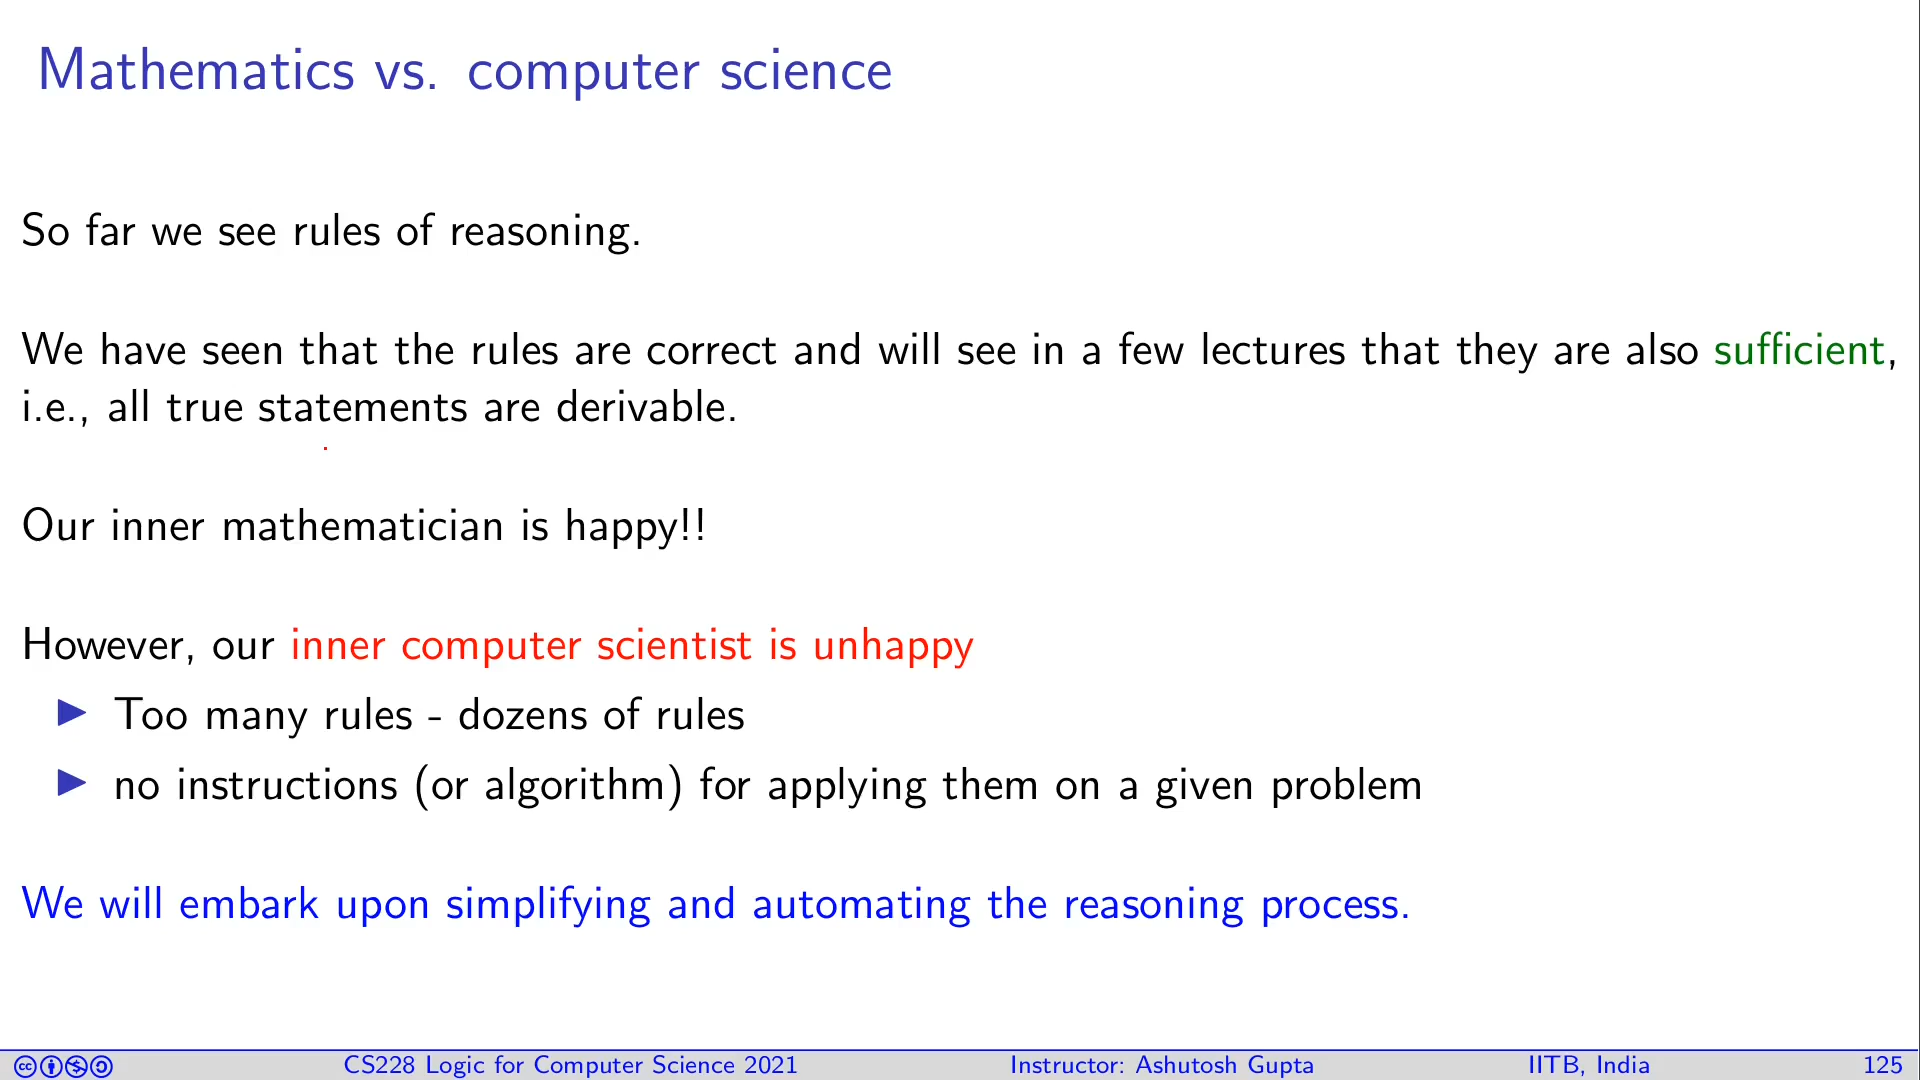 Mathematics vs. computer science
So far we see rules of reasoning.
We have seen that the rules are correct and will see in a few lectures that they are also sufficient,
i.e., all true statements are derivable.
Our inner mathematician is happy!!
However, our inner computer scientist is unhappy
▶ Too many rules - dozens of rules
▶ no instructions (or algorithm) for applying them on a given problem
We will embark upon simplifying and automating the reasoning process.
CS228 Logic for Computer Science 2021 Instructor: Ashutosh Gupta IITB, India 125